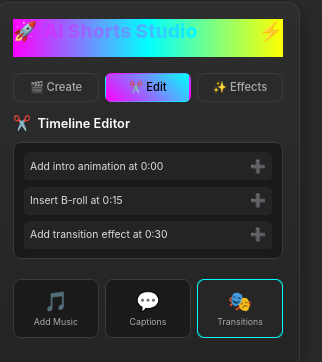 🚀 AI Shorts Studio ⚡
🎬 Create ✂️ Edit ✨ Effects
✂️ Timeline Editor
Add intro animation at 0:00 ➕
Insert B-roll at 0:15 ➕
Add transition effect at 0:30 ➕
🎵 💬 🎭
Add Music Captions Transitions